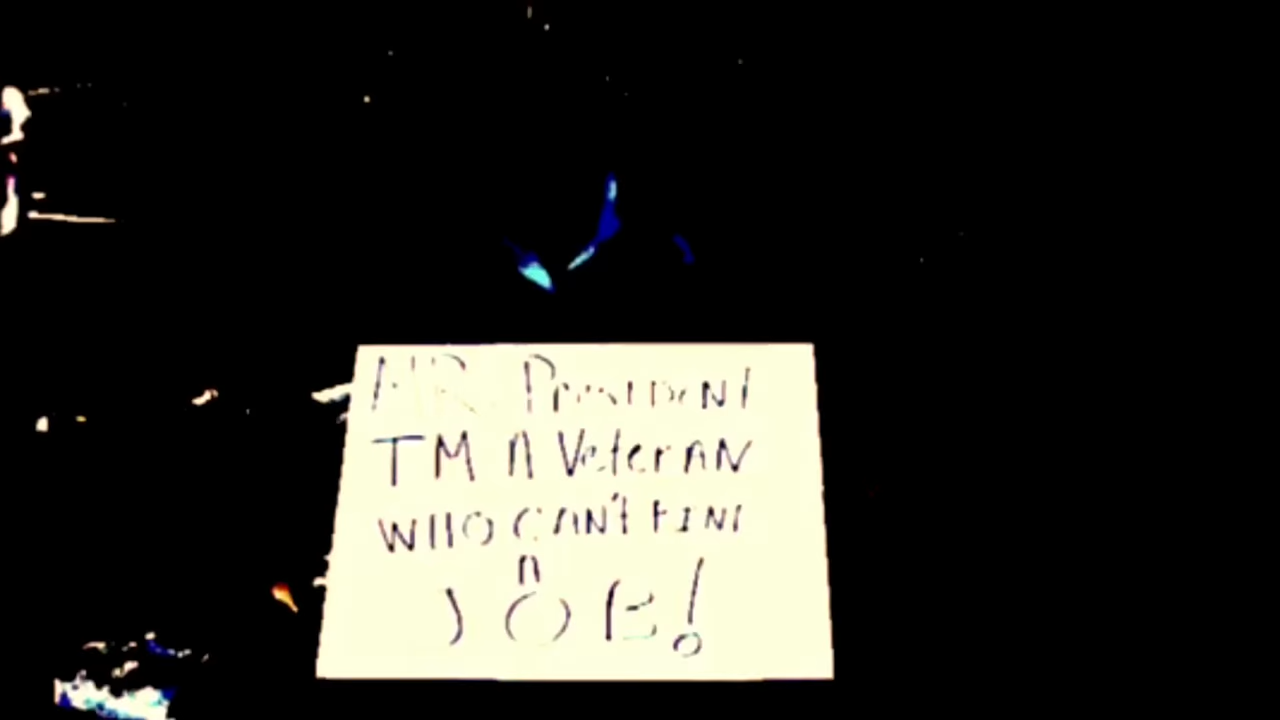 MR. PresiDeNT
I'M A VeterAN
WHO CAN'T FIND
A
JOB!